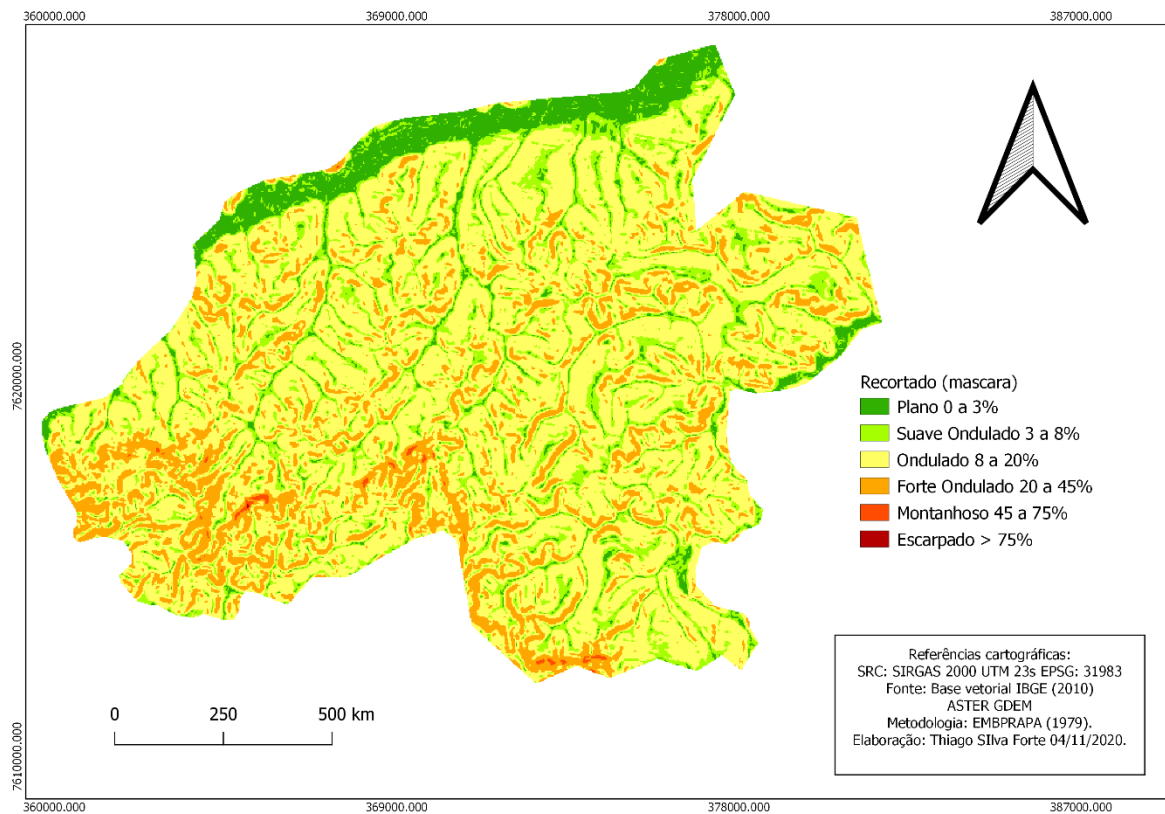 360000.000 369000.000 378000.000 387000.000
7620000.000
7610000.000
Recortado (mascara)
Plano 0 a 3%
Suave Ondulado 3 a 8%
Ondulado 8 a 20%
Forte Ondulado 20 a 45%
Montanhoso 45 a 75%
Escarpado > 75%
0 250 500 km
Referências cartográficas:
SRC: SIRGAS 2000 UTM 23s EPSG: 31983
Fonte: Base vetorial IBGE (2010)
ASTER GDEM
Metodologia: EMBPRAPA (1979).
Elaboração: Thiago SIlva Forte 04/11/2020.
360000.000 369000.000 378000.000 387000.000